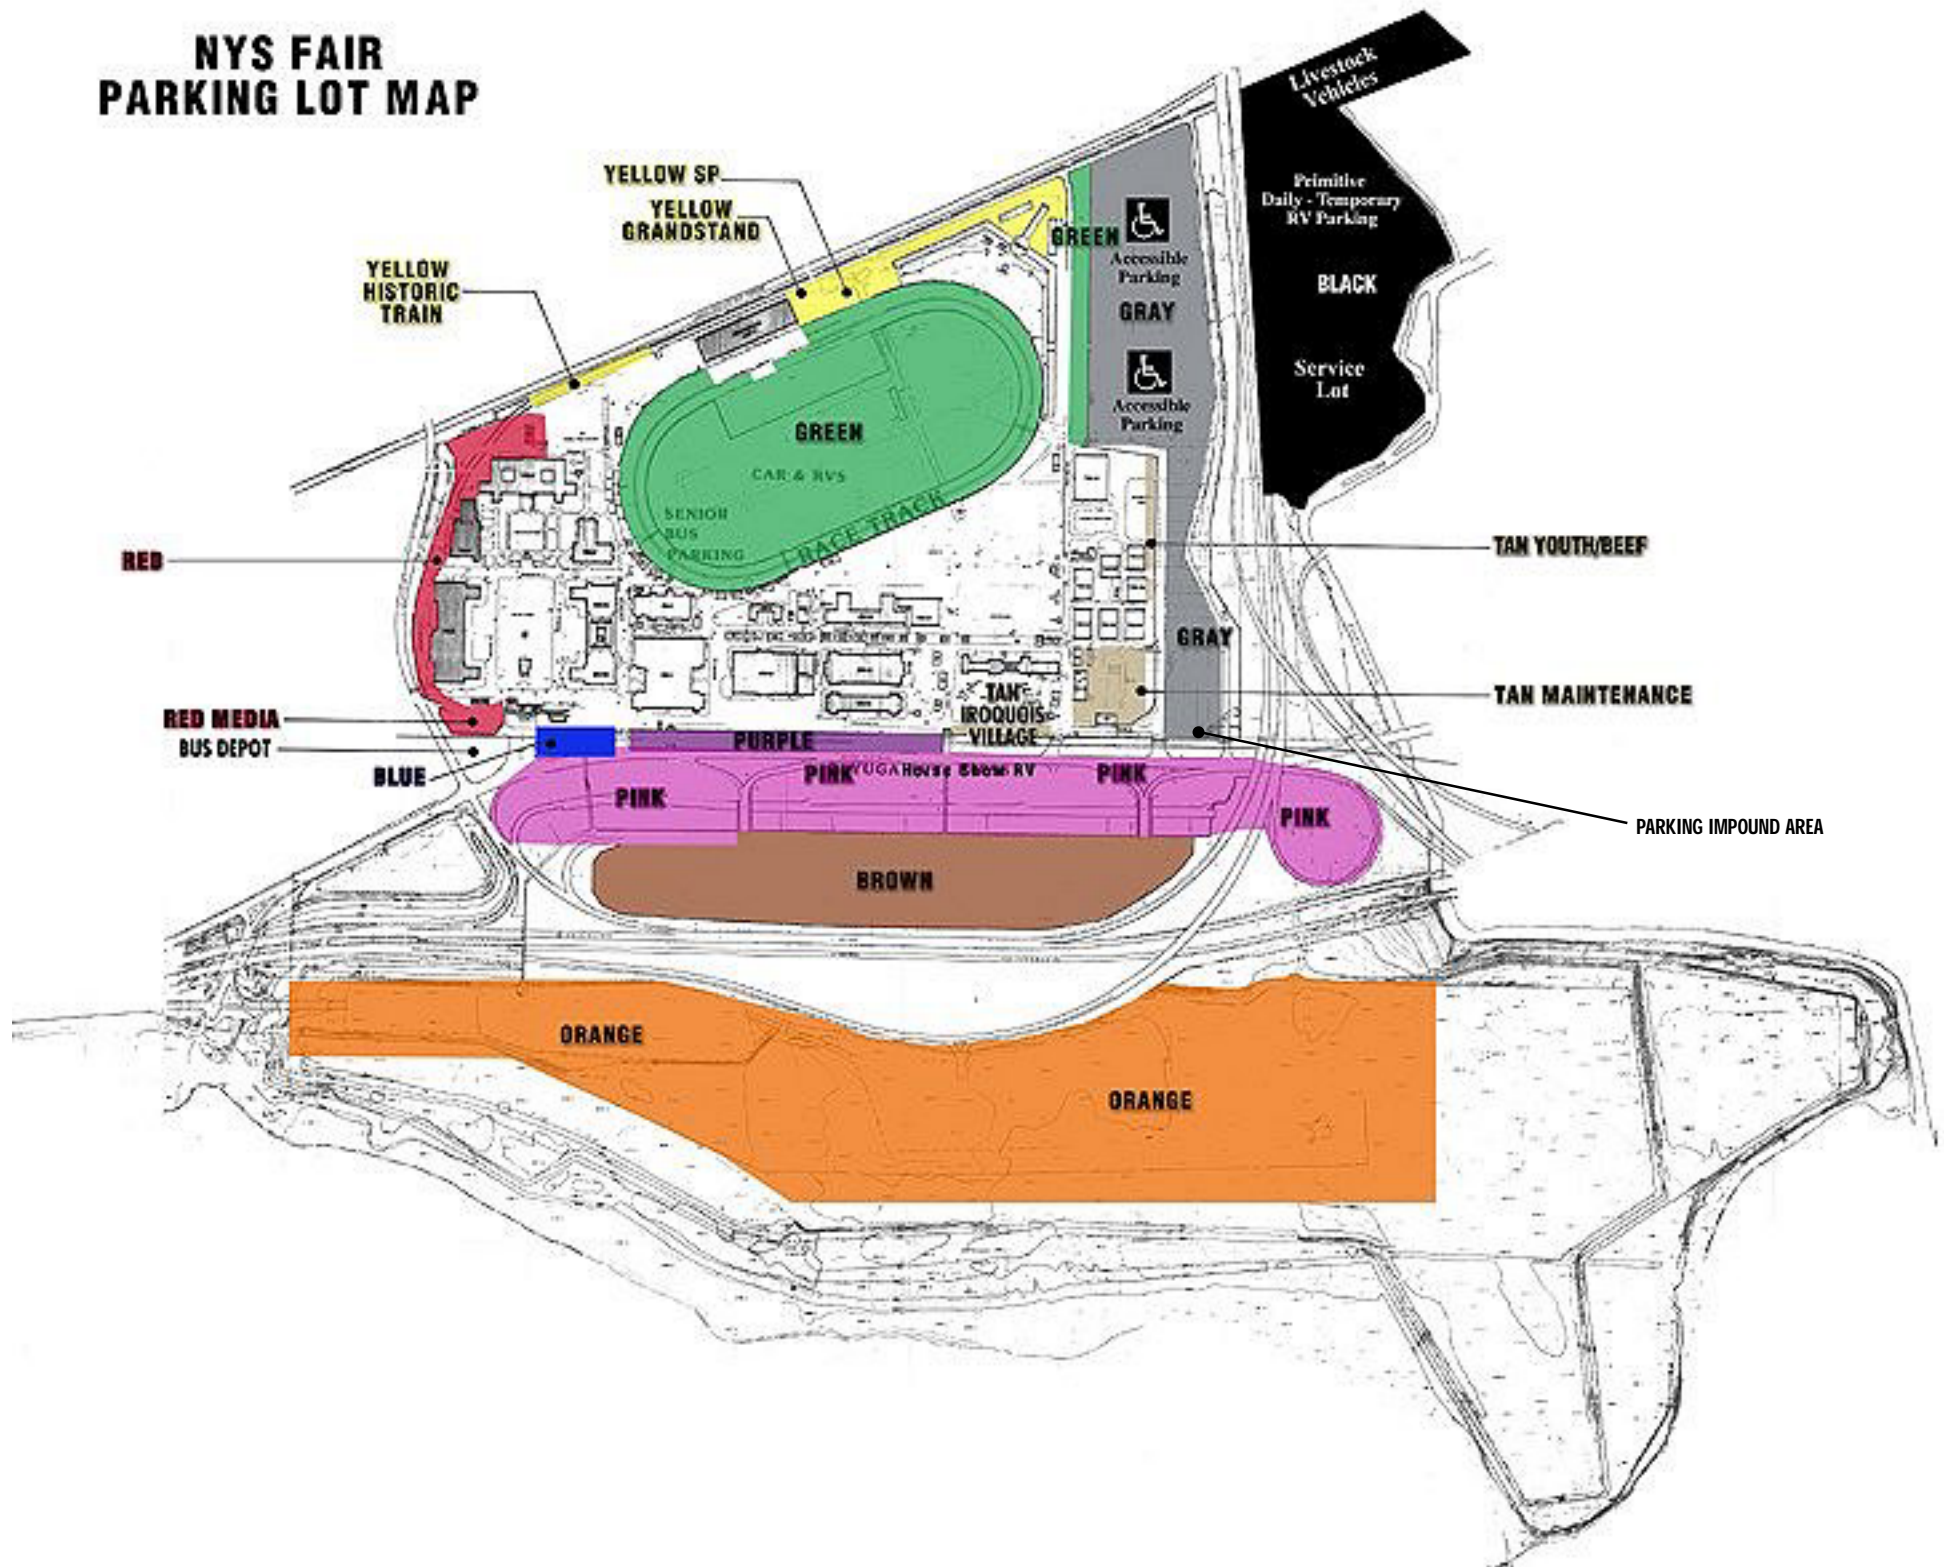 NYS FAIR
PARKING LOT MAP
Livestock
Vehicles
YELLOW SP
YELLOW
GRANDSTAND
YELLOW
HISTORIC
TRAIN
Primitive
Daily - Temporary
RV Parking
BLACK
Service
Lot
GREEN
Accessible
Parking
GRAY
Accessible
Parking
GREEN
CAR & RVS
SENIOR
BUS
PARKING
RACE TRACK
RED
TAN YOUTH/BEEF
GRAY
TAN MAINTENANCE
TAN
IROQUOIS
VILLAGE
RED MEDIA
BUS DEPOT
BLUE
PURPLE
PINK
PINK
Horse Show RV
PINK
PINK
PARKING IMPOUND AREA
BROWN
ORANGE
ORANGE